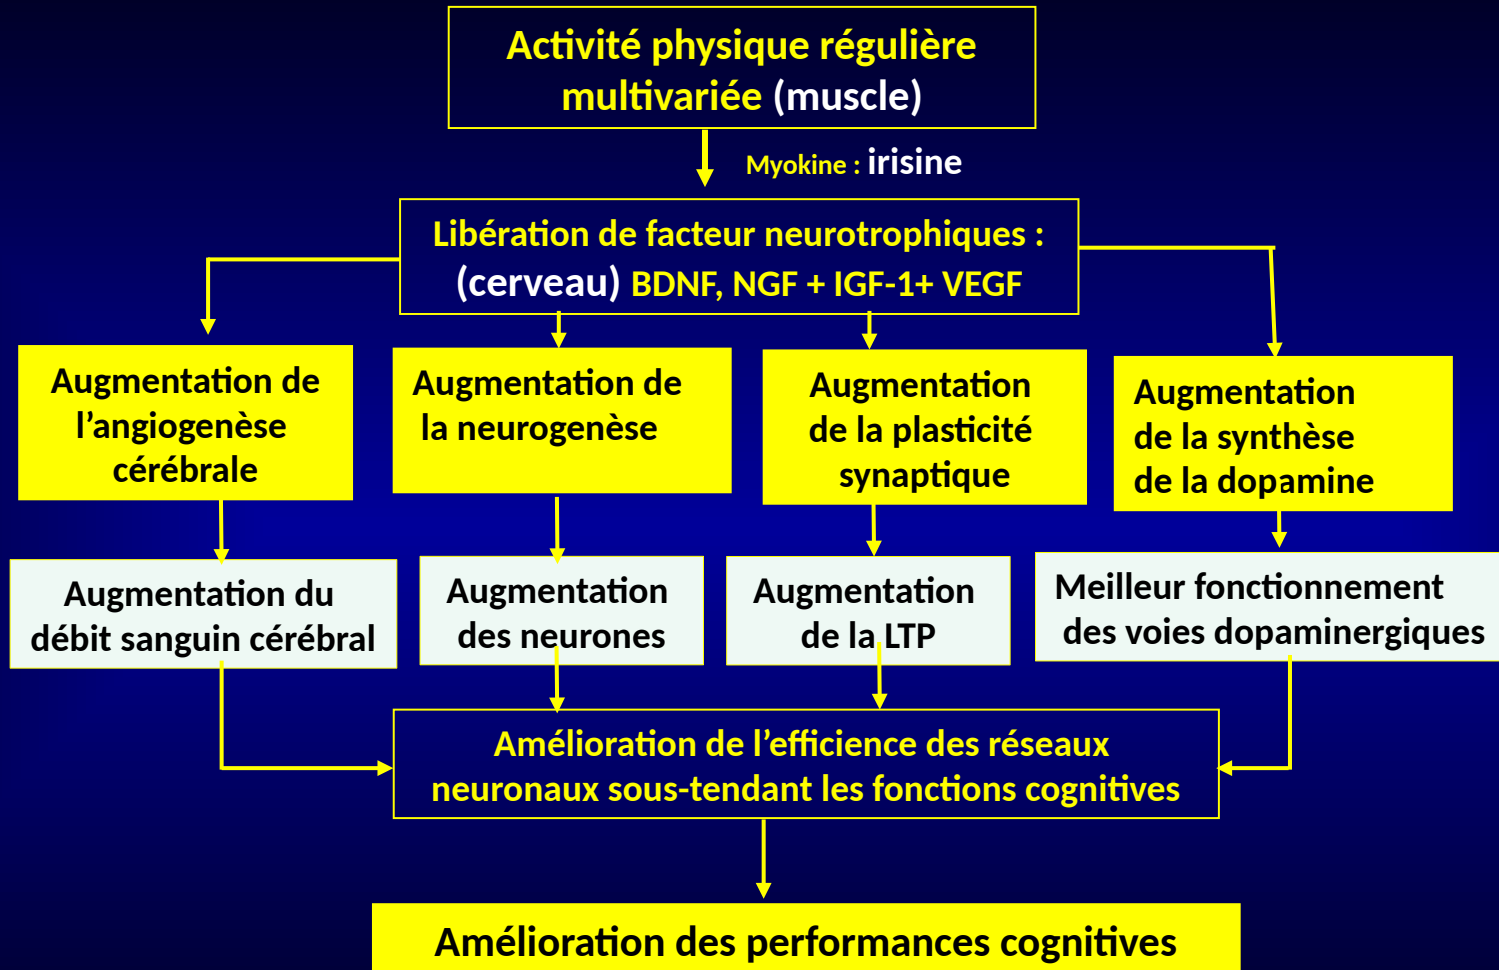 Activité physique régulière
multivariée (muscle)
Myokine : irisine
Libération de facteur neurotrophiques :
(cerveau) BDNF, NGF + IGF-1+ VEGF
Augmentation de
l’angiogenèse
cérébrale
Augmentation de
la neurogenèse
Augmentation
de la plasticité
synaptique
Augmentation
de la synthèse
de la dopamine
Augmentation du
débit sanguin cérébral
Augmentation
des neurones
Augmentation
de la LTP
Meilleur fonctionnement
des voies dopaminergiques
Amélioration de l’efficience des réseaux
neuronaux sous-tendant les fonctions cognitives
Amélioration des performances cognitives